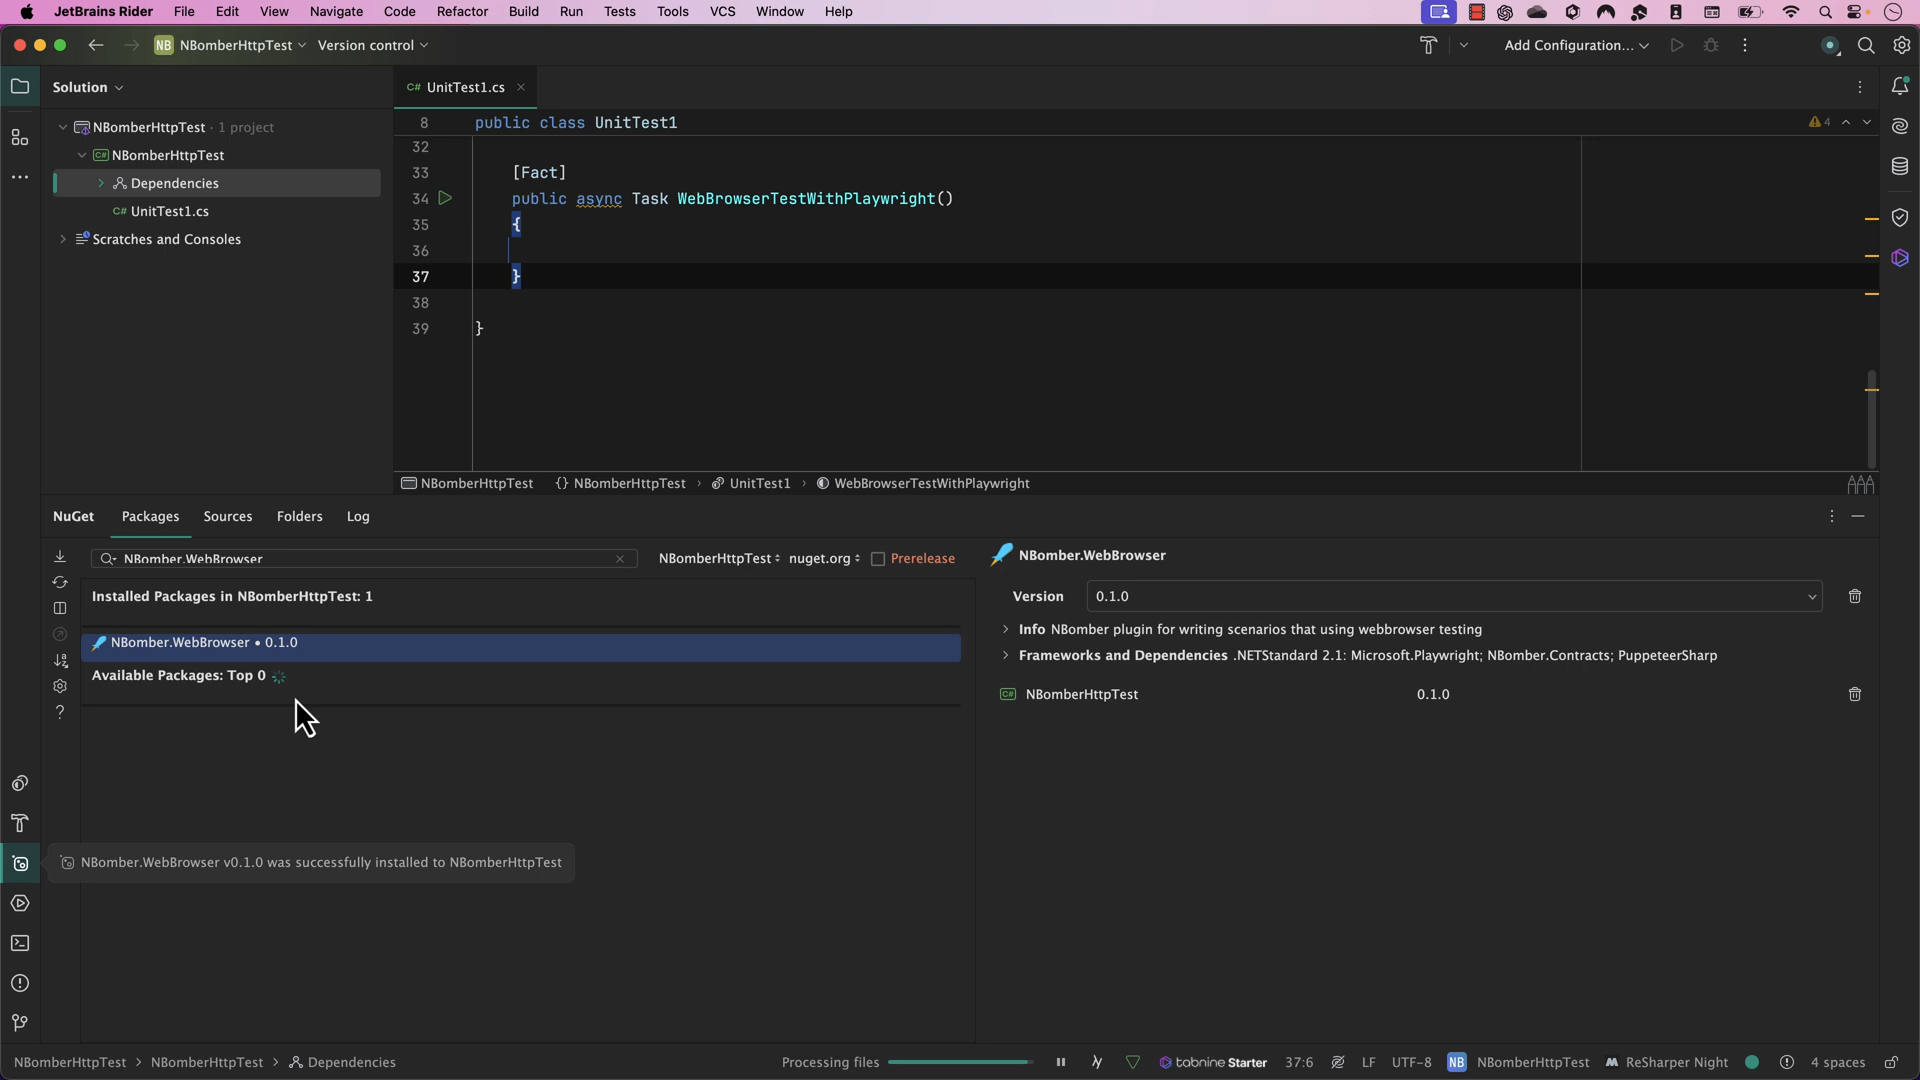 JetBrains Rider File Edit View Navigate Code Refactor Build Run Tests Tools VCS Window Help
NB NBomberHttpTest Version control Add Configuration...
Solution
C# UnitTest1.cs
NBomberHttpTest · 1 project
C# NBomberHttpTest
Dependencies
C# UnitTest1.cs
Scratches and Consoles
8 public class UnitTest1
4
32
33 [Fact]
34 public async Task WebBrowserTestWithPlaywright()
35 {
36
37 }
38
39 }
NBomberHttpTest {} NBomberHttpTest › UnitTest1 › WebBrowserTestWithPlaywright
NuGet Packages Sources Folders Log
NBomber.WebBrowser NBomberHttpTest nuget.org Prerelease
Installed Packages in NBomberHttpTest: 1
NBomber.WebBrowser • 0.1.0
Available Packages: Top 0
NBomber.WebBrowser
Version 0.1.0
Info NBomber plugin for writing scenarios that using webbrowser testing
Frameworks and Dependencies .NETStandard 2.1: Microsoft.Playwright; NBomber.Contracts; PuppeteerSharp
C# NBomberHttpTest 0.1.0
NBomber.WebBrowser v0.1.0 was successfully installed to NBomberHttpTest
NBomberHttpTest › NBomberHttpTest › Dependencies
Processing files tabnine Starter 37:6 LF UTF-8 NB NBomberHttpTest ReSharper Night 4 spaces